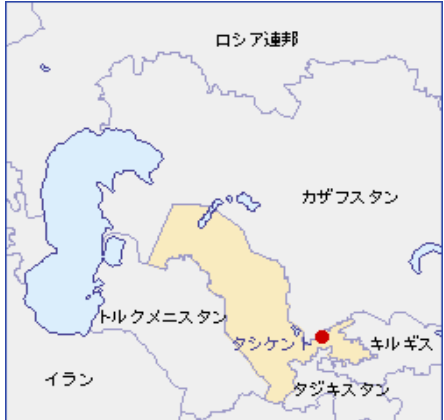 ロシア連邦
カザフスタン
トルクメニスタン
タシケント
キルギス
イラン
タジキスタン